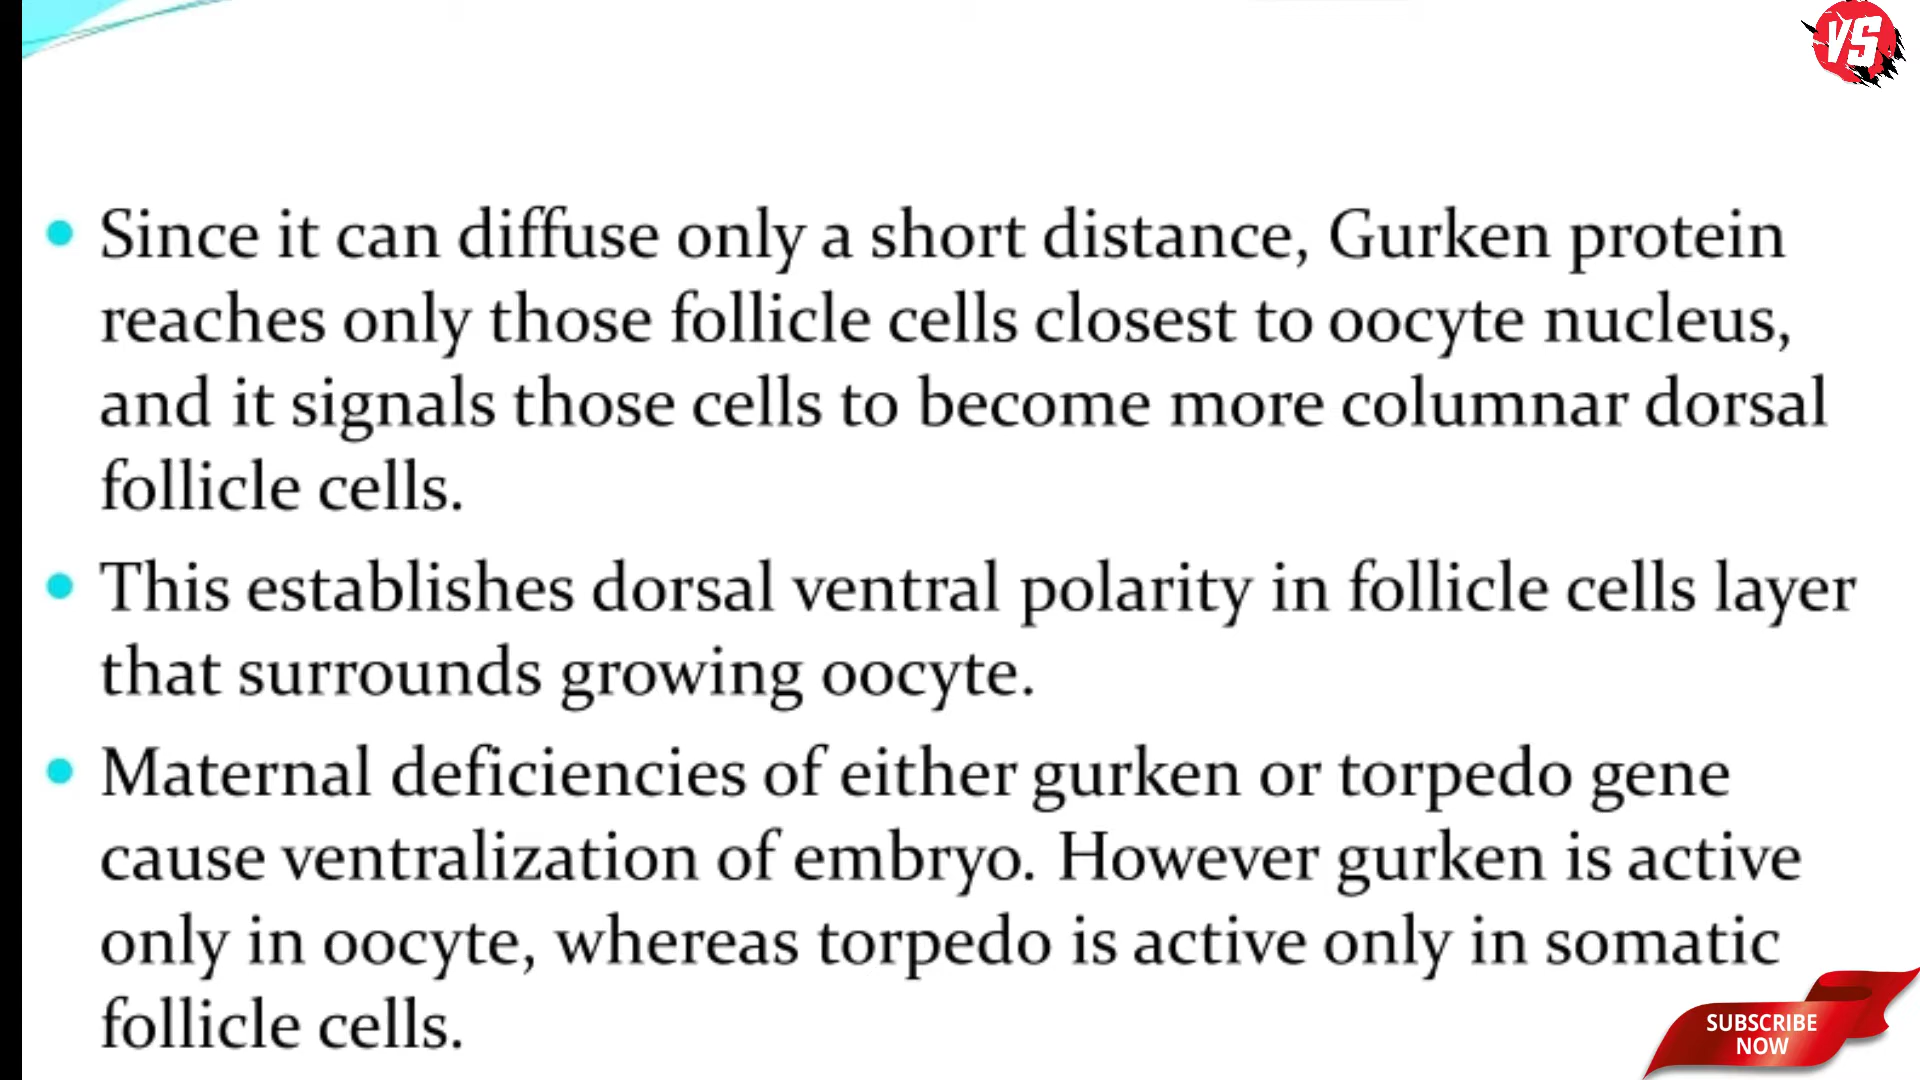 VS
• Since it can diffuse only a short distance, Gurken protein
reaches only those follicle cells closest to oocyte nucleus,
and it signals those cells to become more columnar dorsal
follicle cells.
• This establishes dorsal ventral polarity in follicle cells layer
that surrounds growing oocyte.
• Maternal deficiencies of either gurken or torpedo gene
cause ventralization of embryo. However gurken is active
only in oocyte, whereas torpedo is active only in somatic
follicle cells.
SUBSCRIBE
NOW